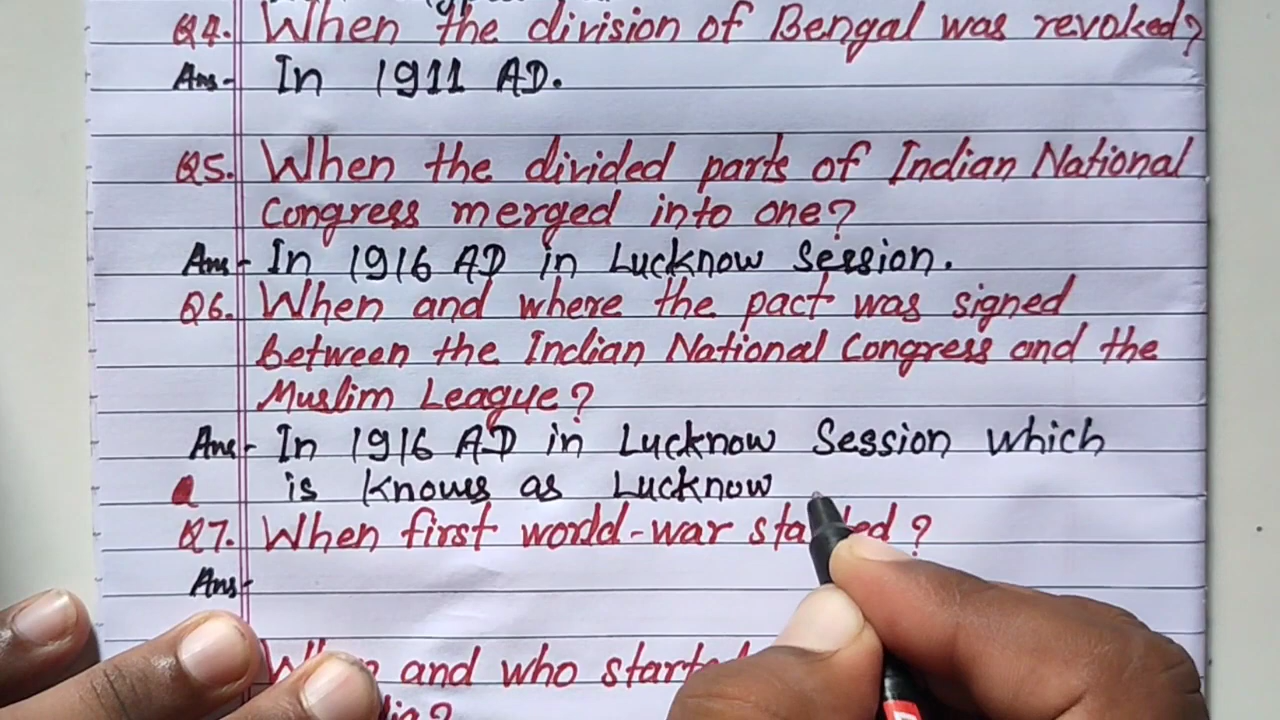 Q4. When the division of Bengal was revoked?
Ans- In 1911 AD.
Q5. When the divided parts of Indian National
Congress merged into one?
Ans- In 1916 AD in Lucknow Session.
Q6. When and where the pact was signed
between the Indian National Congress and the
Muslim League?
Ans- In 1916 AD in Lucknow Session which
is knows as Lucknow
Q7. When first world-war started?
Ans-
When and who started